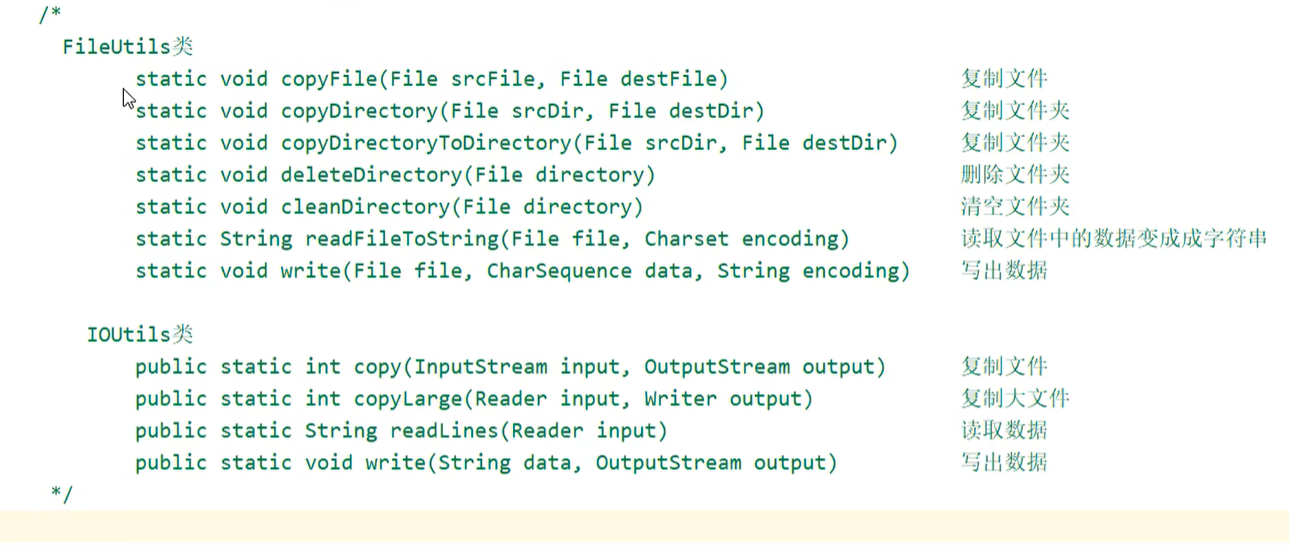 /*
FileUtils类
static void copyFile(File srcFile, File destFile) 复制文件
static void copyDirectory(File srcDir, File destDir) 复制文件夹
static void copyDirectoryToDirectory(File srcDir, File destDir) 复制文件夹
static void deleteDirectory(File directory) 删除文件夹
static void cleanDirectory(File directory) 清空文件夹
static String readFileToString(File file, Charset encoding) 读取文件中的数据变成成字符串
static void write(File file, CharSequence data, String encoding) 写出数据
IOUtils类
public static int copy(InputStream input, OutputStream output) 复制文件
public static int copyLarge(Reader input, Writer output) 复制大文件
public static String readLines(Reader input) 读取数据
public static void write(String data, OutputStream output) 写出数据
*/